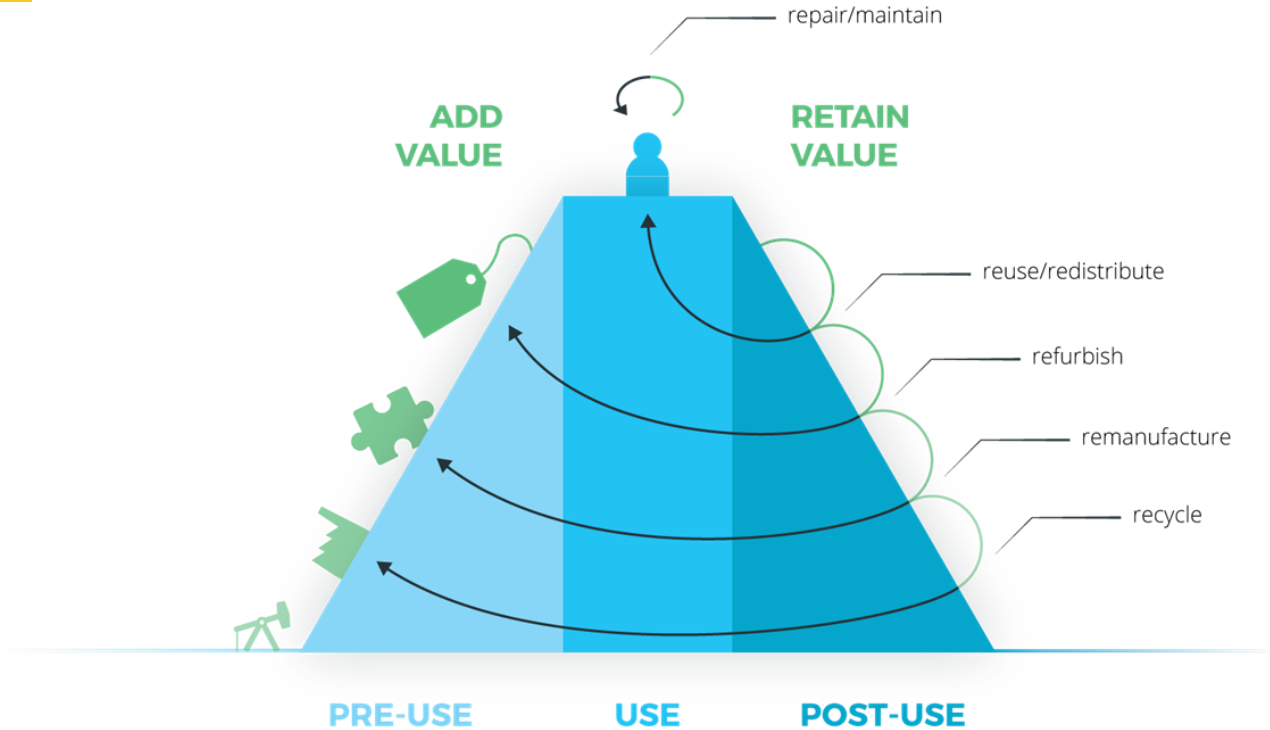 repair/maintain
ADD
VALUE
RETAIN
VALUE
reuse/redistribute
refurbish
remanufacture
recycle
PRE-USE
USE
POST-USE